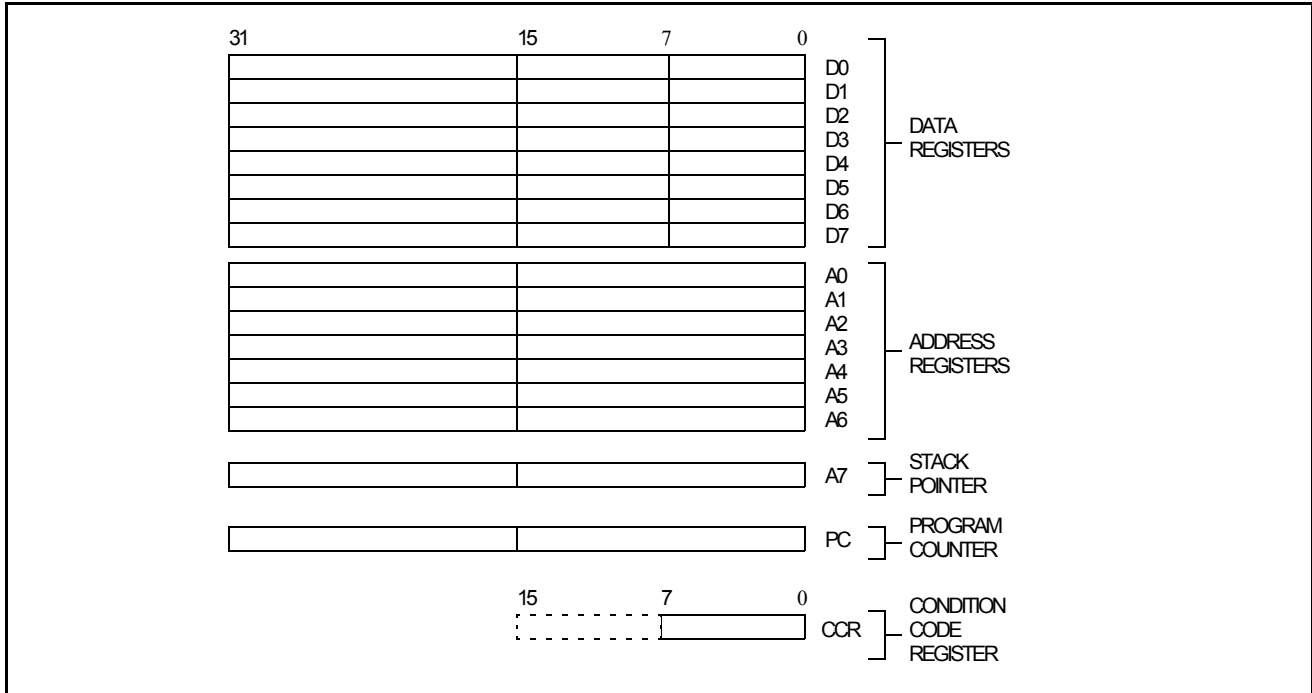 31 15 7 0
D0
D1
D2
D3
D4
D5
D6
D7
DATA
REGISTERS
A0
A1
A2
A3
A4
A5
A6
ADDRESS
REGISTERS
A7
STACK
POINTER
PC
PROGRAM
COUNTER
15 7 0
CCR
CONDITION
CODE
REGISTER